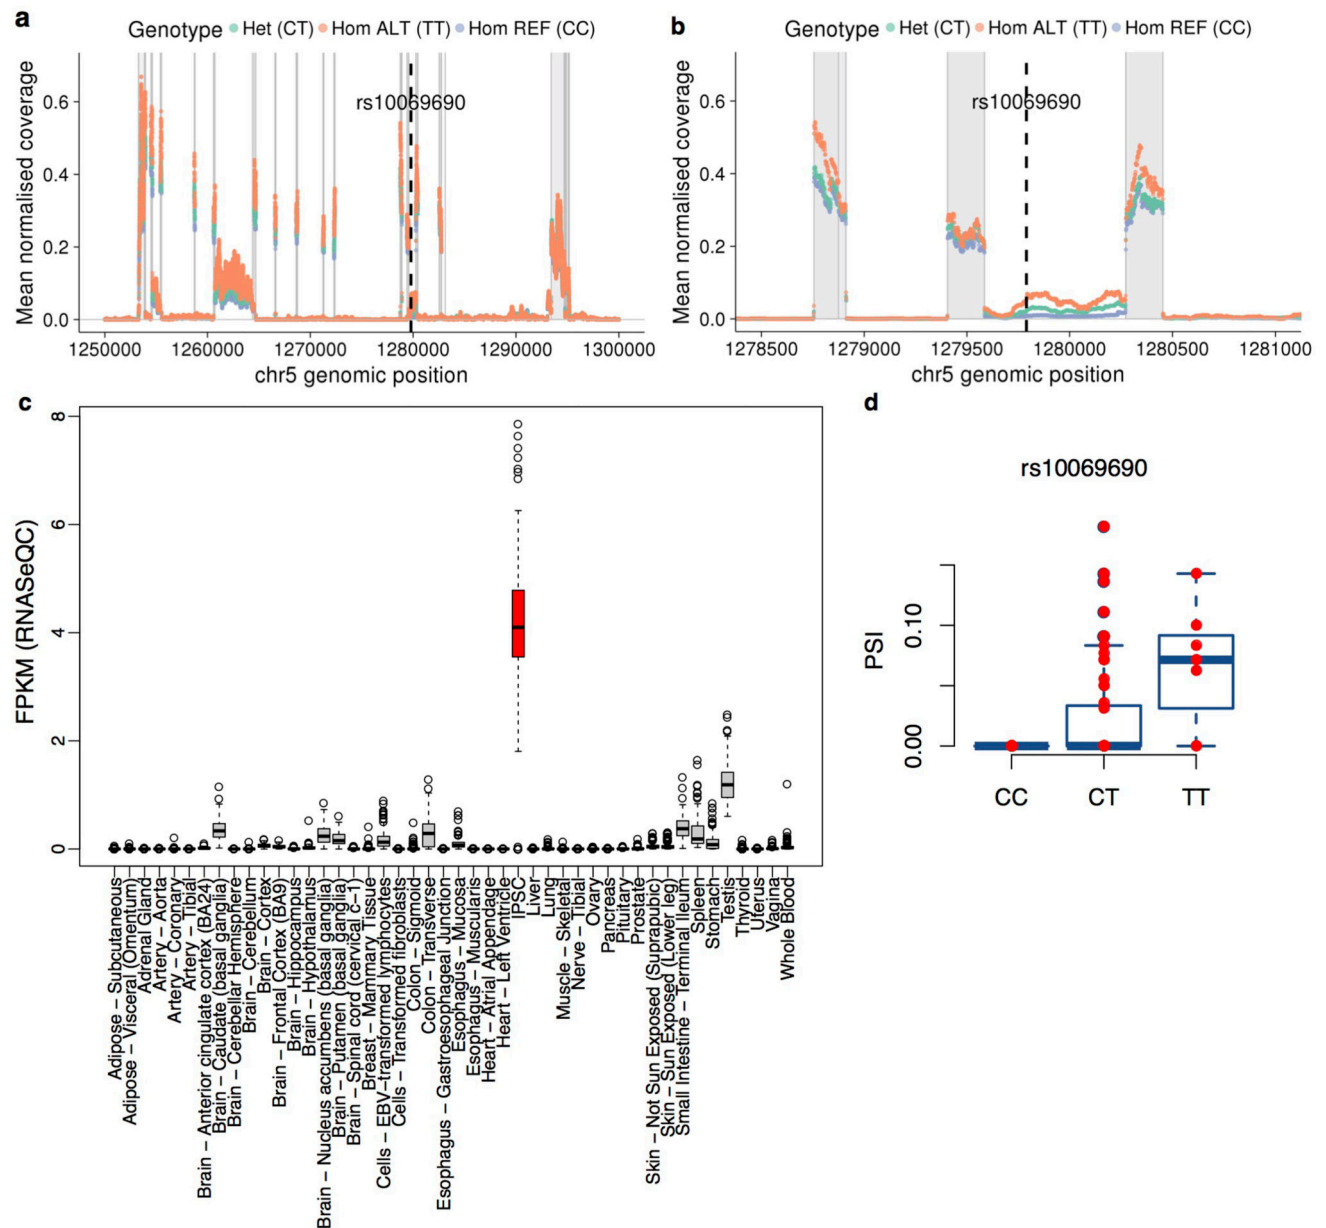 a
Genotype Het (CT) Hom ALT (TT) Hom REF (CC)
Mean normalised coverage
0.6
0.4
0.2
0.0
rs10069690
1250000 1260000 1270000 1280000 1290000 1300000
chr5 genomic position
b
Genotype Het (CT) Hom ALT (TT) Hom REF (CC)
Mean normalised coverage
0.6
0.4
0.2
0.0
rs10069690
1278500 1279000 1279500 1280000 1280500 1281000
chr5 genomic position
c
FPKM (RNASeQC)
8
6
4
2
0
Adipose – Subcutaneous
Adipose – Visceral (Omentum)
Adrenal Gland
Artery – Aorta
Artery – Coronary
Artery – Tibial
Brain – Anterior cingulate cortex (BA24)
Brain – Caudate (basal ganglia)
Brain – Cerebellar Hemisphere
Brain – Cerebellum
Brain – Cortex
Brain – Frontal Cortex (BA9)
Brain – Hippocampus
Brain – Hypothalamus
Brain – Nucleus accumbens (basal ganglia)
Brain – Putamen (basal ganglia)
Brain – Spinal cord (cervical c–1)
Breast – Mammary Tissue
Cells – EBV–transformed lymphocytes
Cells – Transformed fibroblasts
Colon – Sigmoid
Colon – Transverse
Esophagus – Gastroesophageal Junction
Esophagus – Mucosa
Esophagus – Muscularis
Heart – Atrial Appendage
Heart – Left Ventricle
IPSC
Liver
Lung
Muscle – Skeletal
Nerve – Tibial
Ovary
Pancreas
Pituitary
Prostate
Skin – Not Sun Exposed (Suprapubic)
Skin – Sun Exposed (Lower leg)
Small Intestine – Terminal Ileum
Spleen
Stomach
Testis
Thyroid
Uterus
Vagina
Whole Blood
d
rs10069690
PSI
0.10
0.00
CC CT TT